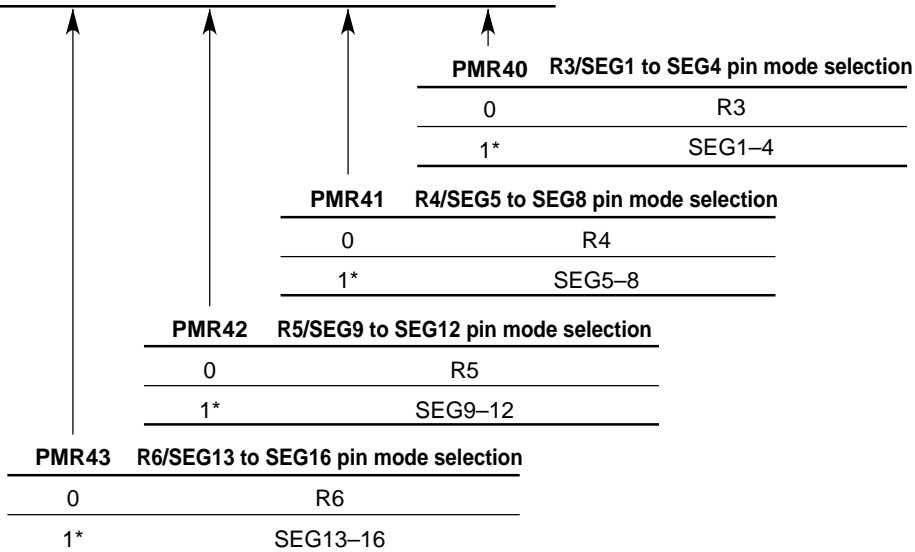 PMR40 R3/SEG1 to SEG4 pin mode selection
0 R3
1* SEG1–4
PMR41 R4/SEG5 to SEG8 pin mode selection
0 R4
1* SEG5–8
PMR42 R5/SEG9 to SEG12 pin mode selection
0 R5
1* SEG9–12
PMR43 R6/SEG13 to SEG16 pin mode selection
0 R6
1* SEG13–16